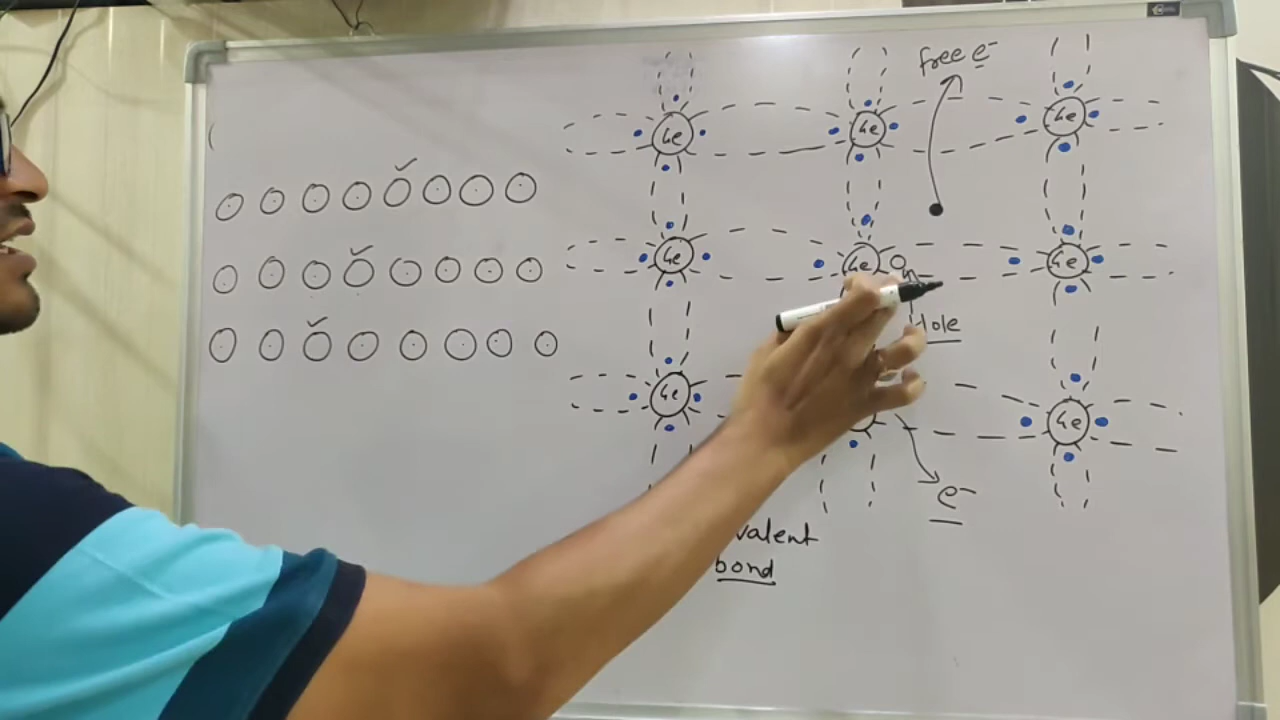 free e⁻
Ge Ge Ge
Ge Ge Ge
Hole
Ge Ge
e⁻
valent
bond